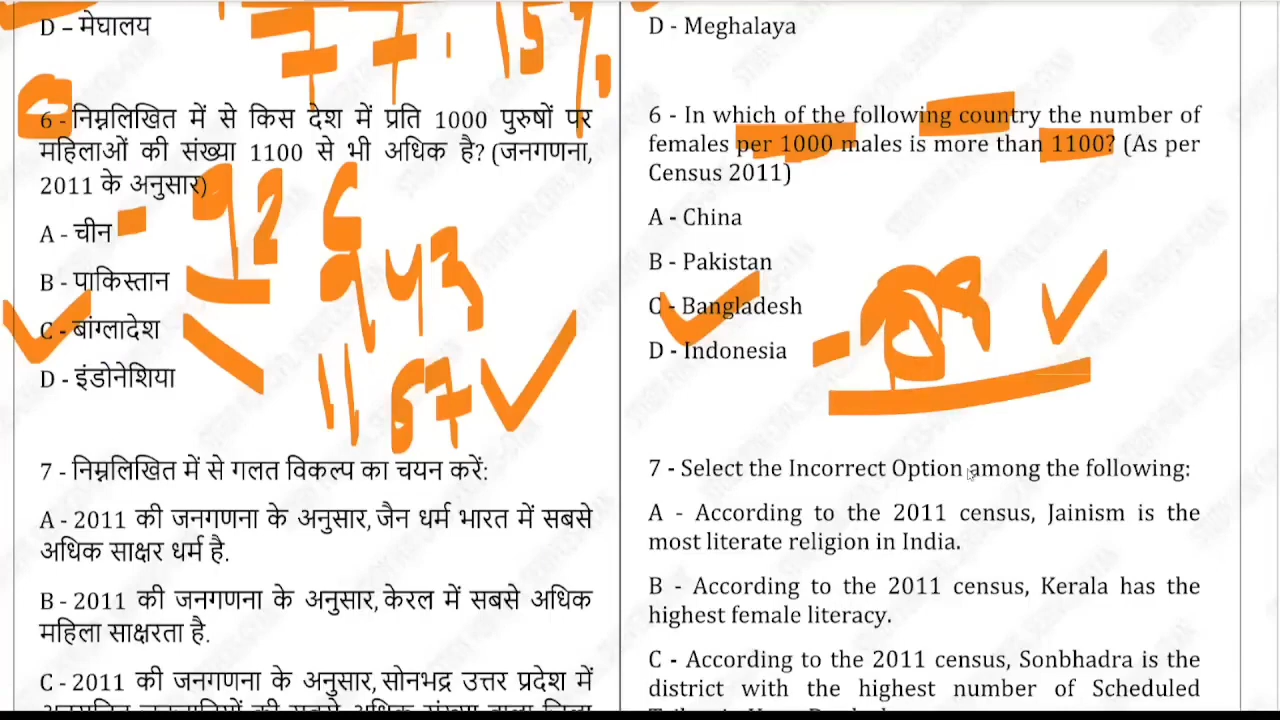 D – मेघालय
77.15%
6 - निम्नलिखित में से किस देश में प्रति 1000 पुरुषों पर
महिलाओं की संख्या 1100 से भी अधिक है? (जनगणना,
2011 के अनुसार)
A - चीन
926
B - पाकिस्तान
943
C - बांग्लादेश
D - इंडोनेशिया
1167
7 - निम्नलिखित में से गलत विकल्प का चयन करें:
A - 2011 की जनगणना के अनुसार, जैन धर्म भारत में सबसे
अधिक साक्षर धर्म है.
B - 2011 की जनगणना के अनुसार, केरल में सबसे अधिक
महिला साक्षरता है.
C - 2011 की जनगणना के अनुसार, सोनभद्र उत्तर प्रदेश में
D - Meghalaya
6 - In which of the following country the number of
females per 1000 males is more than 1100? (As per
Census 2011)
A - China
B - Pakistan
C - Bangladesh
D - Indonesia
7 - Select the Incorrect Option among the following:
A - According to the 2011 census, Jainism is the
most literate religion in India.
B - According to the 2011 census, Kerala has the
highest female literacy.
C - According to the 2011 census, Sonbhadra is the
district with the highest number of Scheduled